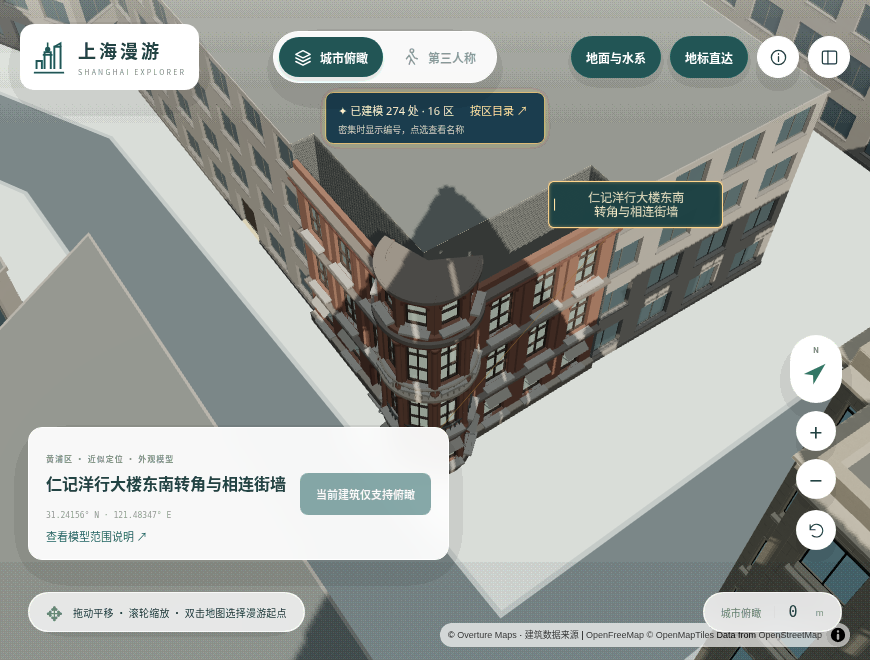 上海漫游
SHANGHAI EXPLORER
城市俯瞰
第三人称
地面与水系
地标直达
✦ 已建模 274 处 · 16 区 按区目录 ↗
密集时显示编号，点选查看名称
仁记洋行大楼东南
转角与相连街墙
N
黄浦区 · 近似定位 · 外观模型
仁记洋行大楼东南转角与相连街墙
当前建筑仅支持俯瞰
31.24156° N · 121.48347° E
查看模型范围说明 ↗
拖动平移 · 滚轮缩放 · 双击地图选择漫游起点
城市俯瞰 0 m
© Overture Maps · 建筑数据来源 | OpenFreeMap © OpenMapTiles Data from OpenStreetMap